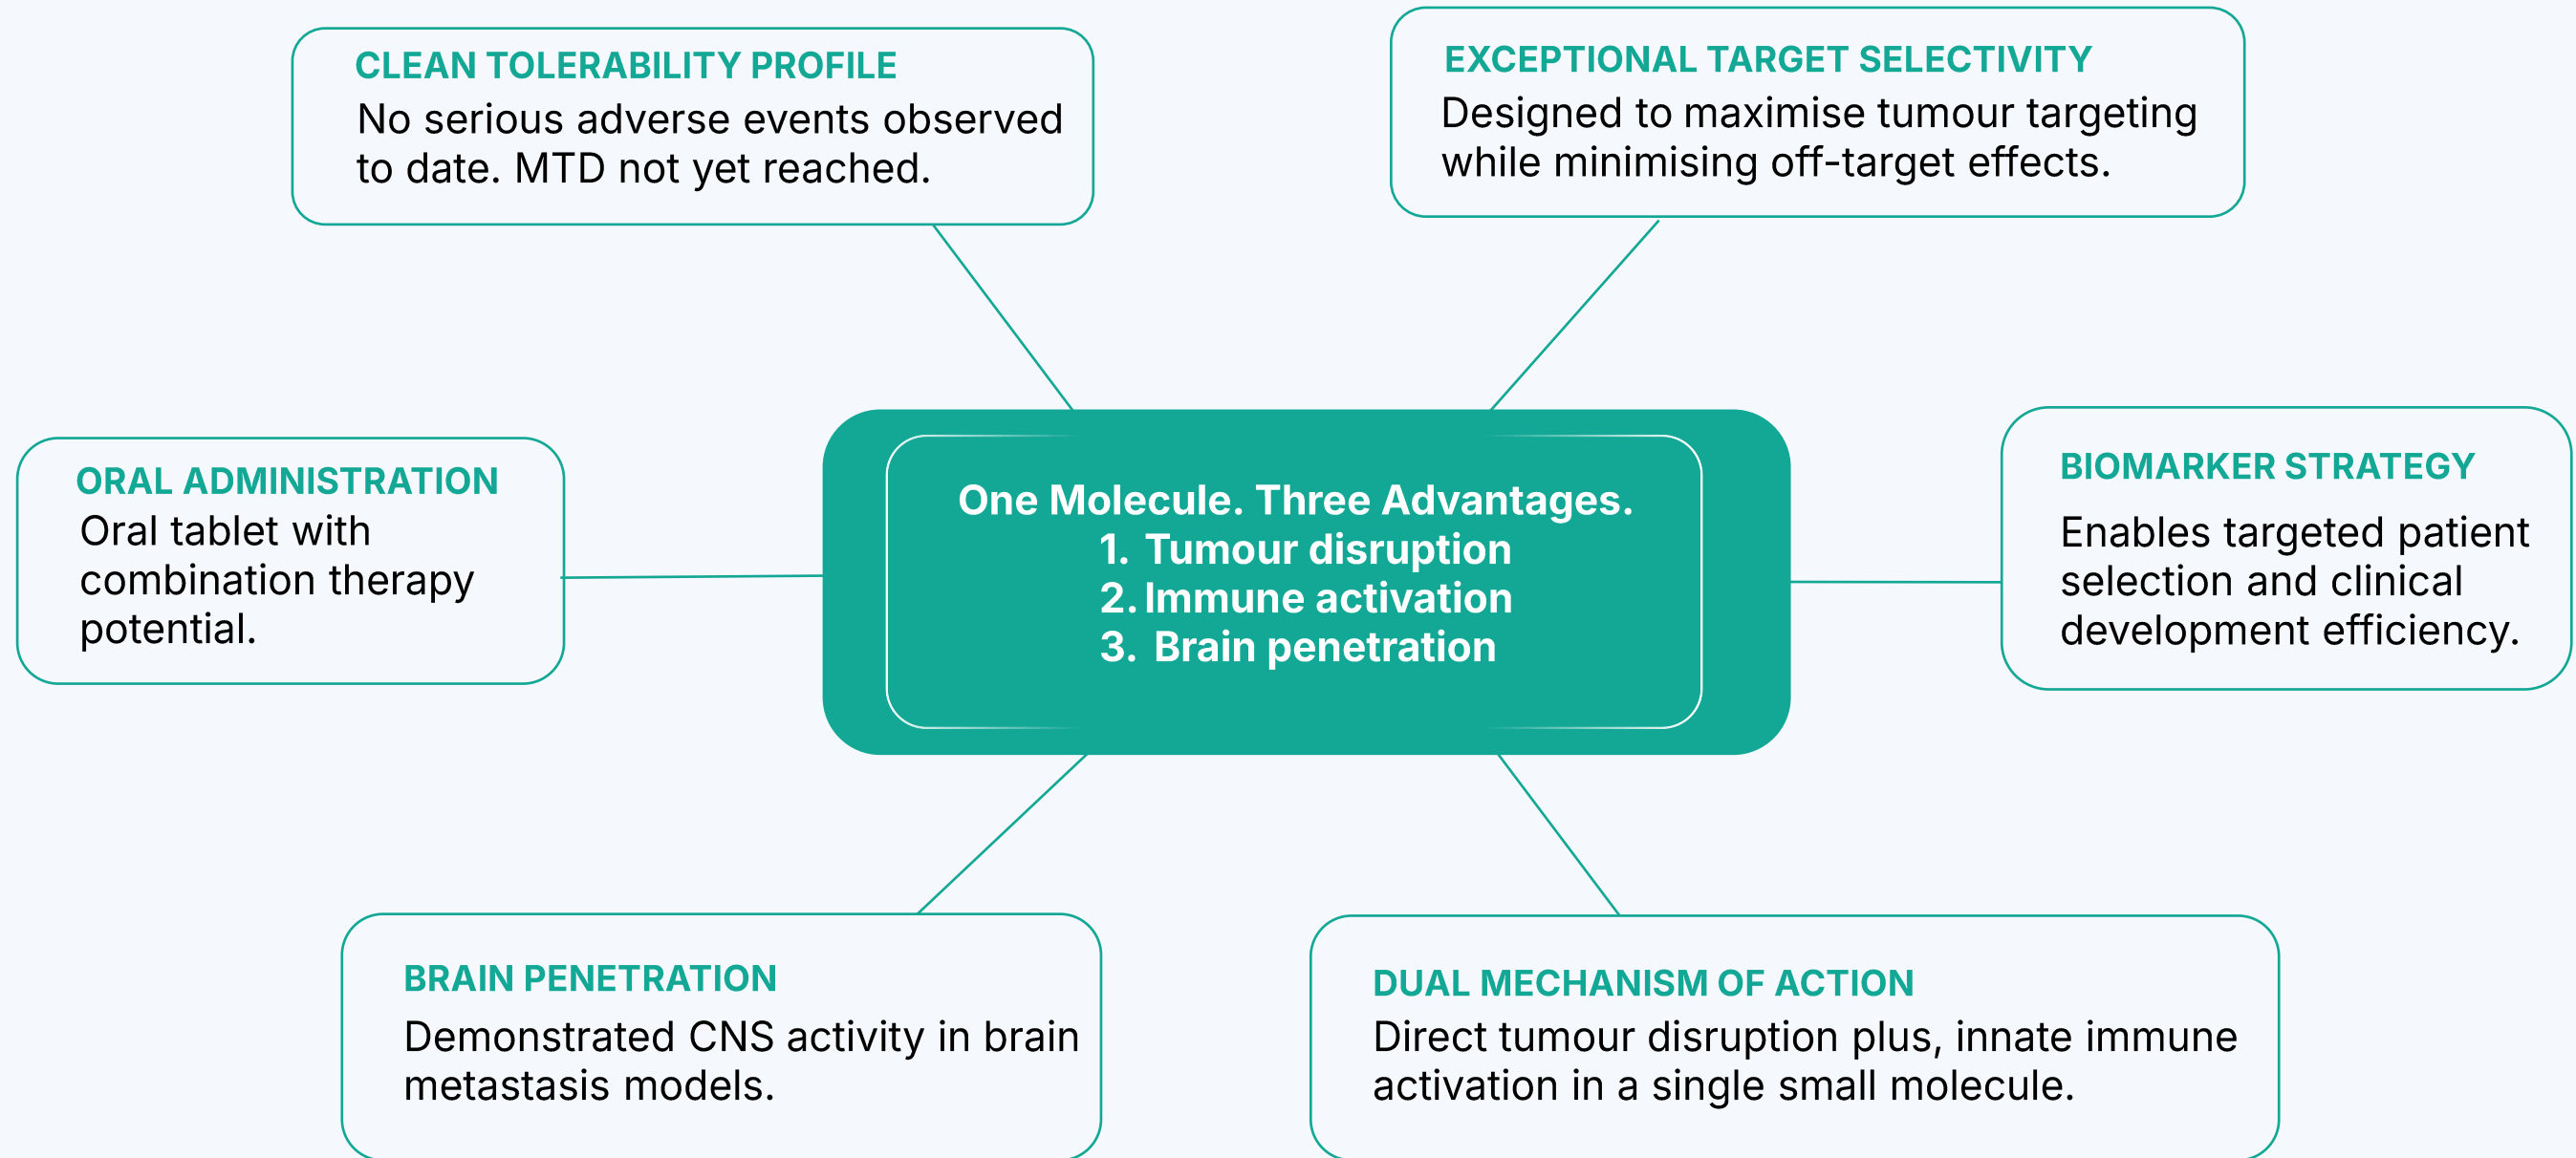 CLEAN TOLERABILITY PROFILE
No serious adverse events observed
to date. MTD not yet reached.
EXCEPTIONAL TARGET SELECTIVITY
Designed to maximise tumour targeting
while minimising off-target effects.
ORAL ADMINISTRATION
Oral tablet with
combination therapy
potential.
One Molecule. Three Advantages.
1. Tumour disruption
2. Immune activation
3. Brain penetration
BIOMARKER STRATEGY
Enables targeted patient
selection and clinical
development efficiency.
BRAIN PENETRATION
Demonstrated CNS activity in brain
metastasis models.
DUAL MECHANISM OF ACTION
Direct tumour disruption plus, innate immune
activation in a single small molecule.